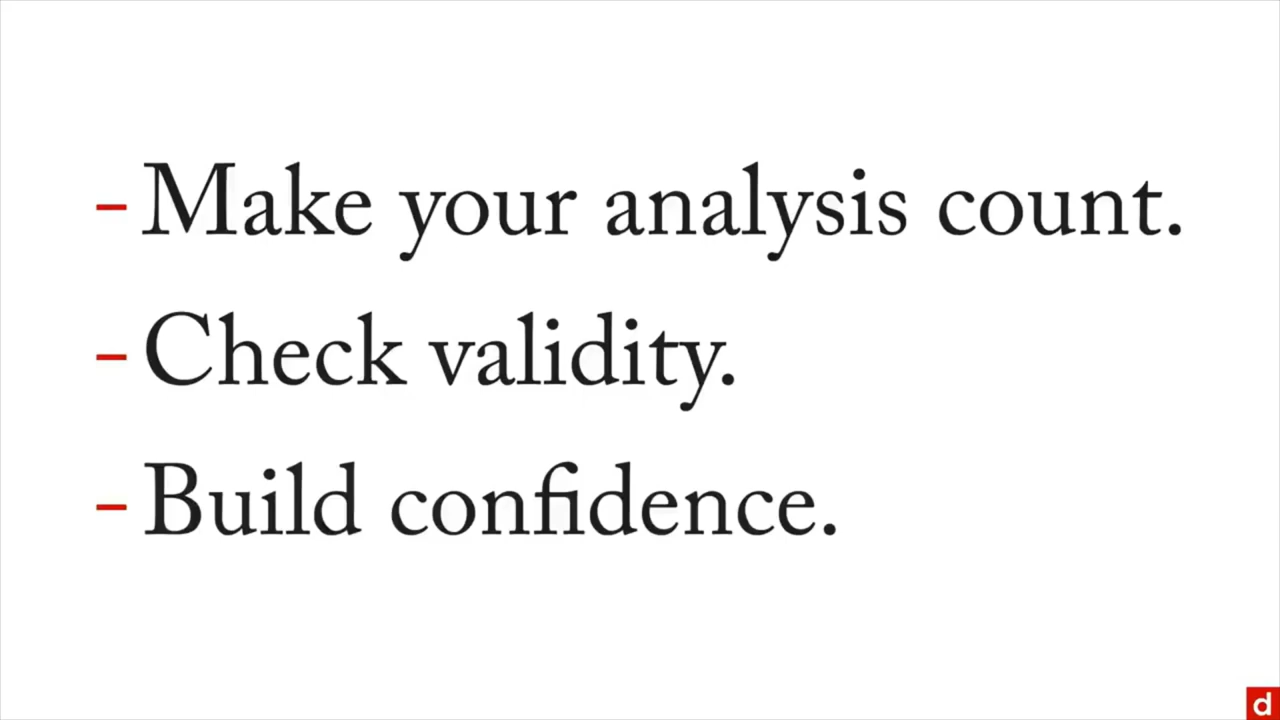 - Make your analysis count.
- Check validity.
- Build confidence.
d